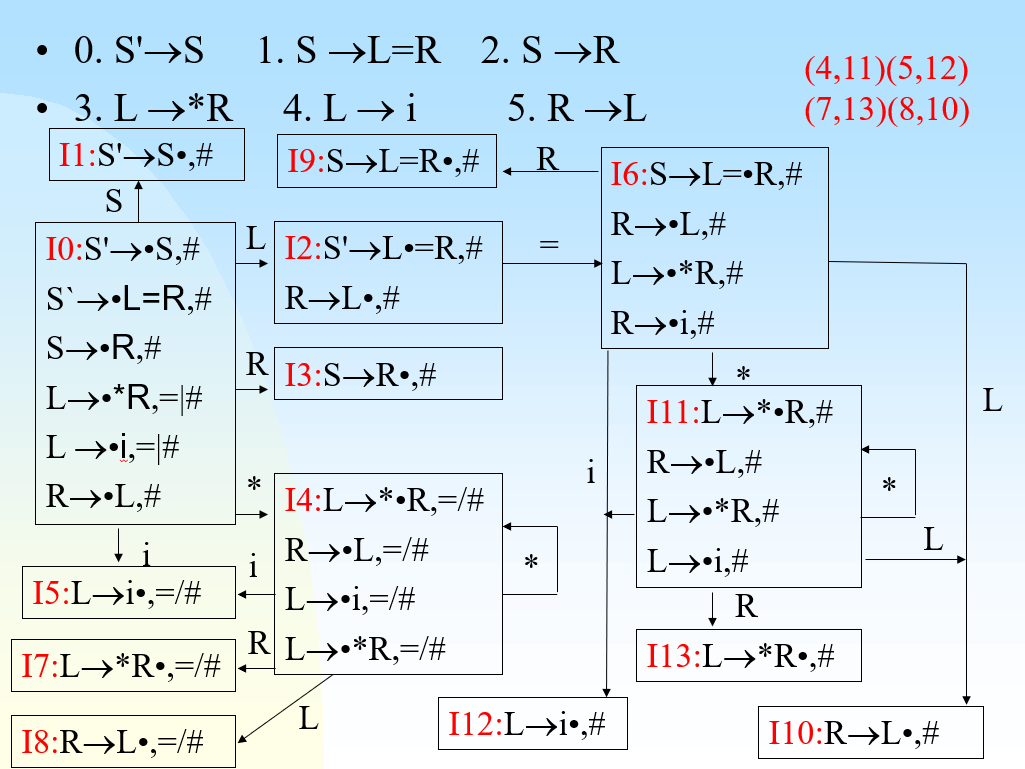 • 0. S'→S 1. S →L=R 2. S →R
• 3. L →*R 4. L → i 5. R →L
(4,11)(5,12)
(7,13)(8,10)
I1:S'→S•,#
I9:S→L=R•,#
R
I6:S→L=•R,#
R→•L,#
L→•*R,#
R→•i,#
S
I0:S'→•S,#
S`→•L=R,#
S→•R,#
L→•*R,=|#
L →•i,=|#
R→•L,#
L
I2:S'→L•=R,#
R→L•,#
=
R
I3:S→R•,#
*
L
I11:L→*•R,#
R→•L,#
L→•*R,#
L→•i,#
i
*
L
*
I4:L→*•R,=/#
R→•L,=/#
L→•i,=/#
L→•*R,=/#
*
i
i
I5:L→i•,=/#
R
R
I7:L→*R•,=/#
I13:L→*R•,#
L
I8:R→L•,=/#
I12:L→i•,#
I10:R→L•,#